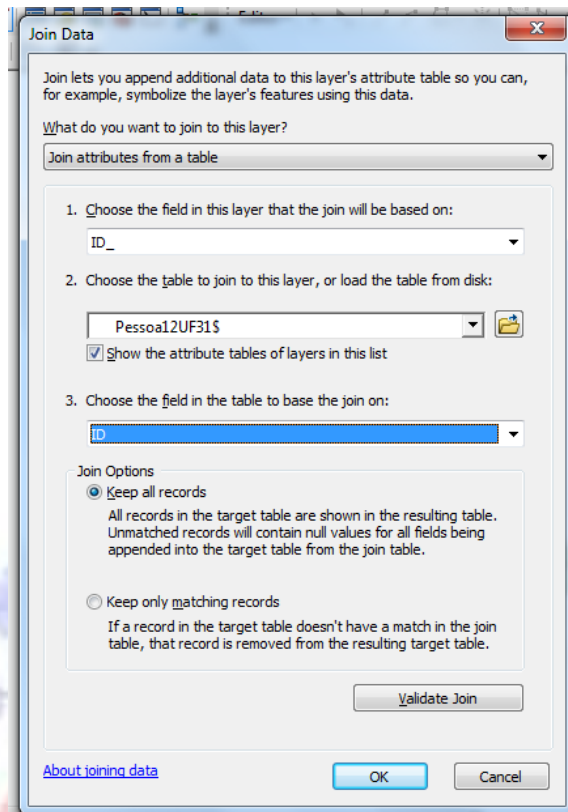 Join Data
Join lets you append additional data to this layer's attribute table so you can,
for example, symbolize the layer's features using this data.
What do you want to join to this layer?
Join attributes from a table
1. Choose the field in this layer that the join will be based on:
ID_
2. Choose the table to join to this layer, or load the table from disk:
Pessoa12UF31$
Show the attribute tables of layers in this list
3. Choose the field in the table to base the join on:
ID
Join Options
Keep all records
All records in the target table are shown in the resulting table.
Unmatched records will contain null values for all fields being
appended into the target table from the join table.
Keep only matching records
If a record in the target table doesn't have a match in the join
table, that record is removed from the resulting target table.
Validate Join
About joining data
OK
Cancel